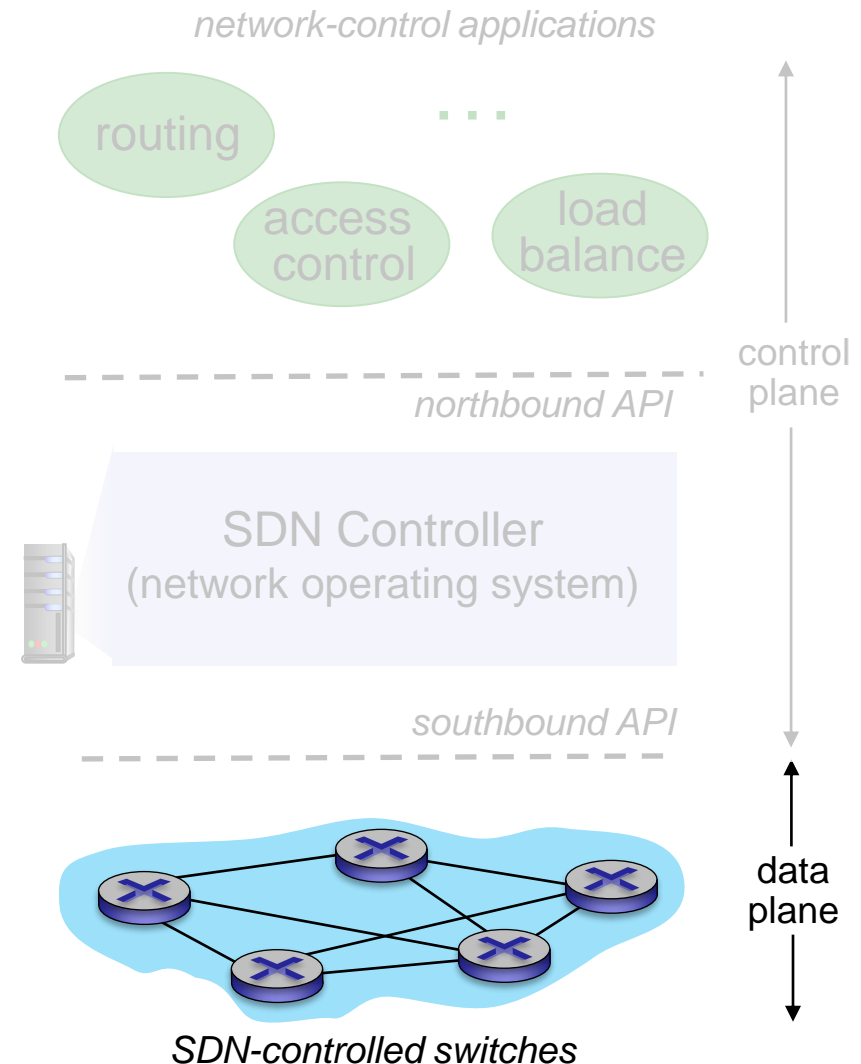 network-control applications
routing
...
access
control
load
balance
control
plane
northbound API
SDN Controller
(network operating system)
southbound API
data
plane
SDN-controlled switches